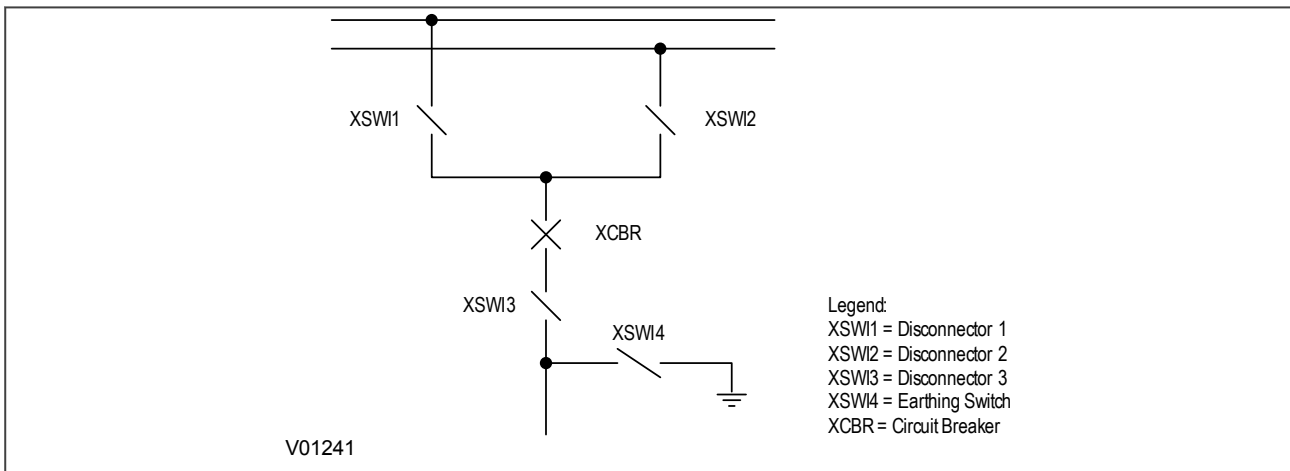 XSWI1
XSWI2
XCBR
XSWI3
XSWI4
Legend:
XSWI1 = Disconnector 1
XSWI2 = Disconnector 2
XSWI3 = Disconnector 3
XSWI4 = Earthing Switch
XCBR = Circuit Breaker
V01241